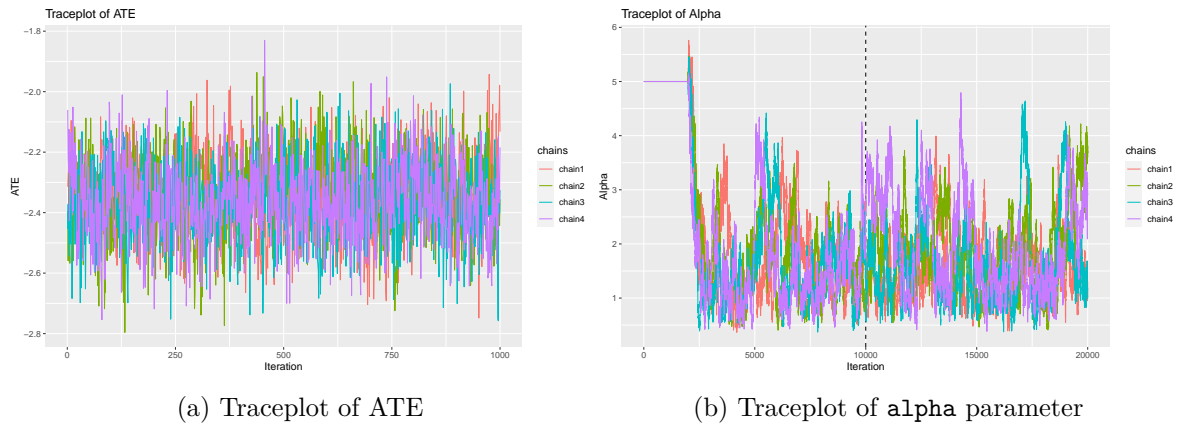 Traceplot of ATE
−1.8
−2.0
−2.2
−2.4
−2.6
−2.8
ATE
0
250
500
750
1000
Iteration
chains
chain1
chain2
chain3
chain4
(a) Traceplot of ATE
Traceplot of Alpha
6
5
4
3
2
1
Alpha
0
5000
10000
15000
20000
Iteration
chains
chain1
chain2
chain3
chain4
(b) Traceplot of alpha parameter